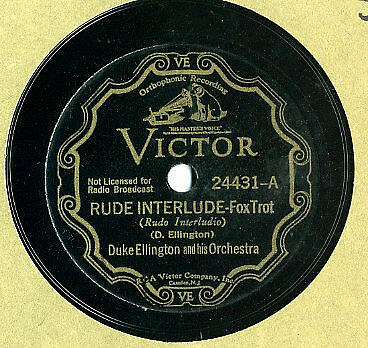 VE
Orthophonic Recording
"HIS MASTER'S VOICE"
VICTOR
Not Licensed for
Radio Broadcast
24431-A
RUDE INTERLUDE-Fox Trot
(Rudo Interludio)
(D. Ellington)
Duke Ellington and his Orchestra
R C A Victor Company, Inc.
Camden, N.J.
VE